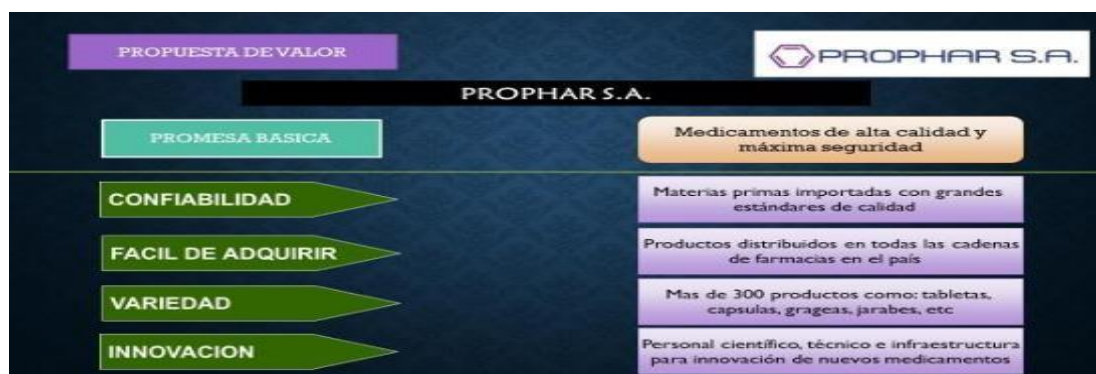 PROPUESTA DE VALOR
PROPHAR S.A.
PROPHAR S.A.
PROMESA BASICA
Medicamentos de alta calidad y
máxima seguridad
CONFIABILIDAD
Materias primas importadas con grandes
estándares de calidad
FACIL DE ADQUIRIR
Productos distribuidos en todas las cadenas
de farmacias en el país
VARIEDAD
Mas de 300 productos como: tabletas,
capsulas, grageas, jarabes, etc
INNOVACION
Personal científico, técnico e infraestructura
para innovación de nuevos medicamentos